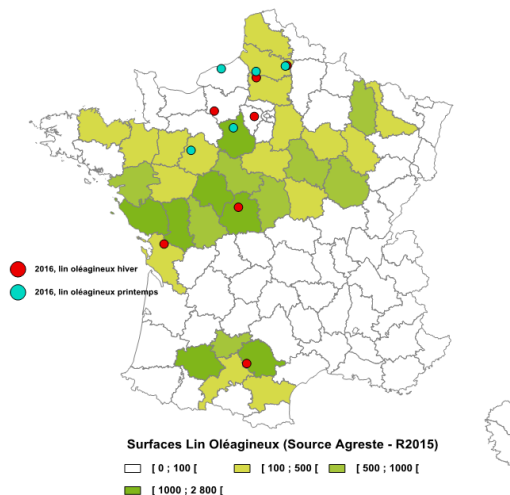 2016, lin oléagineux hiver
2016, lin oléagineux printemps
Surfaces Lin Oléagineux (Source Agreste - R2015)
[ 0 ; 100 [ [ 100 ; 500 [ [ 500 ; 1000 [
[ 1000 ; 2 800 [